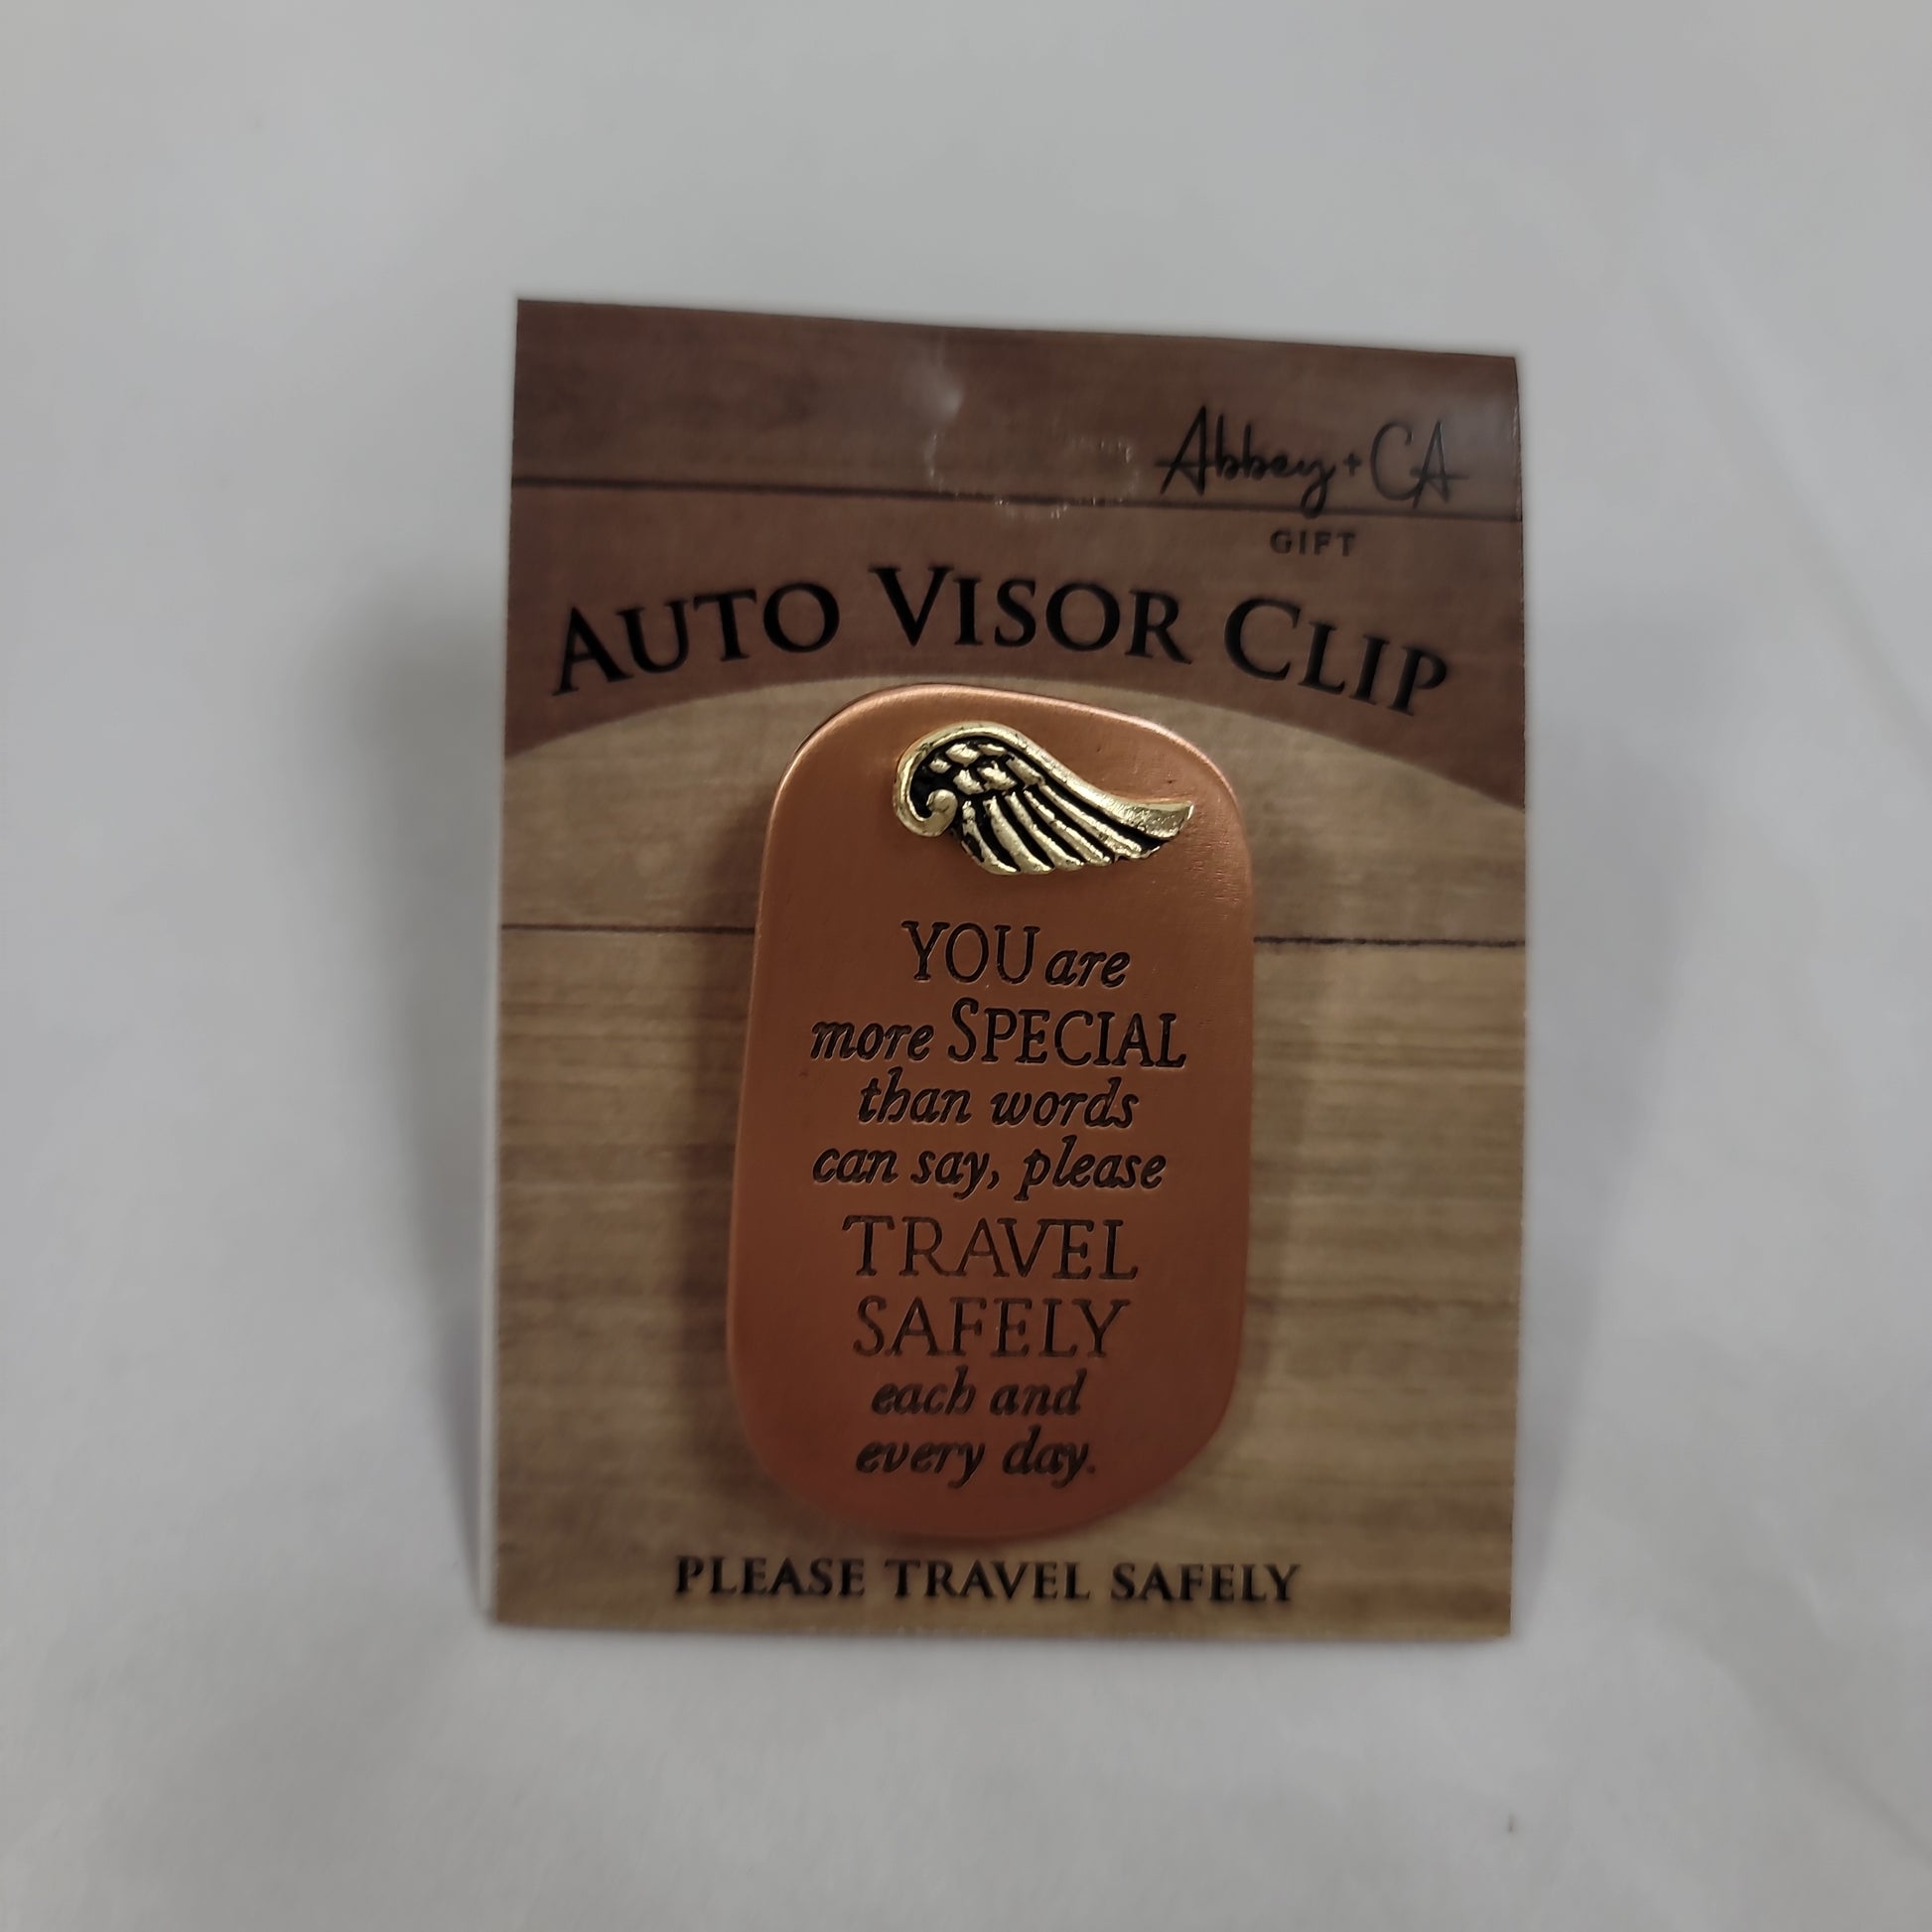 Abbey + CA
GIFT
AUTO VISOR CLIP
YOU are
more SPECIAL
than words
can say, please
TRAVEL
SAFELY
each and
every day.
PLEASE TRAVEL SAFELY